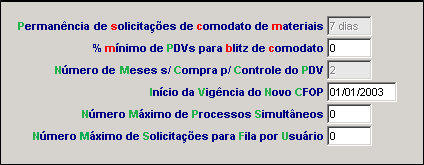 Permanência de solicitações de comodato de materiais 7 dias
% mínimo de PDVs para blitz de comodato 0
Número de Meses s/ Compra p/ Controle do PDV 2
Início da Vigência do Novo CFOP 01/01/2003
Número Máximo de Processos Simultâneos 0
Número Máximo de Solicitações para Fila por Usuário 0